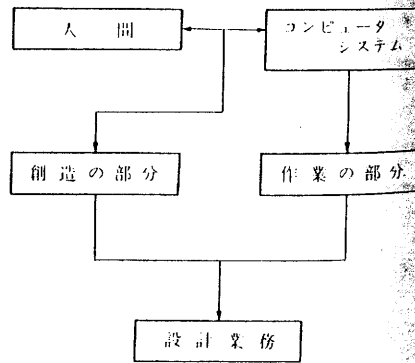 人間
コンピュータ
システム
創造の部分
作業の部分
設計業務